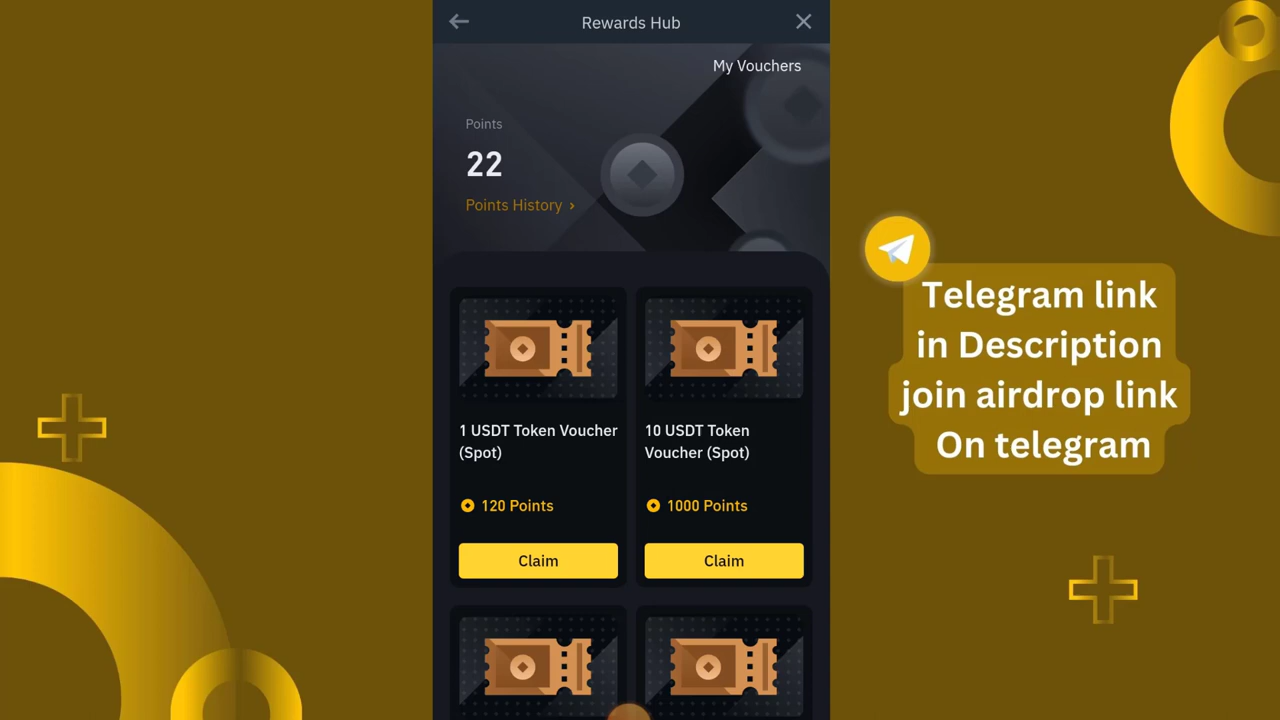 Rewards Hub
My Vouchers
Points
22
Points History ›
1 USDT Token Voucher
(Spot)
120 Points
Claim
10 USDT Token
Voucher (Spot)
1000 Points
Claim
Telegram link
in Description
join airdrop link
On telegram